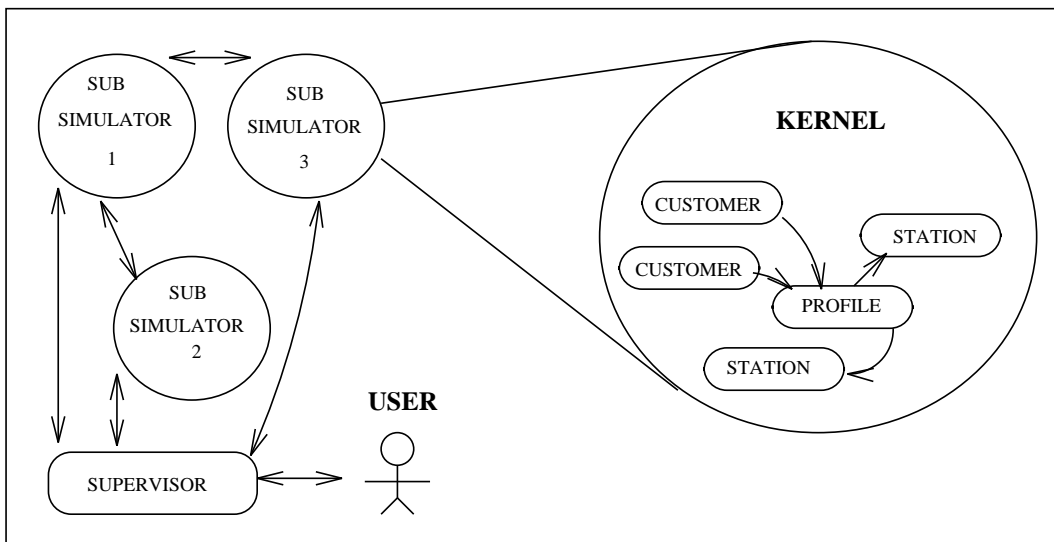 SUB
SIMULATOR
1
SUB
SIMULATOR
3
SUB
SIMULATOR
2
SUPERVISOR
USER
KERNEL
CUSTOMER
CUSTOMER
STATION
PROFILE
STATION